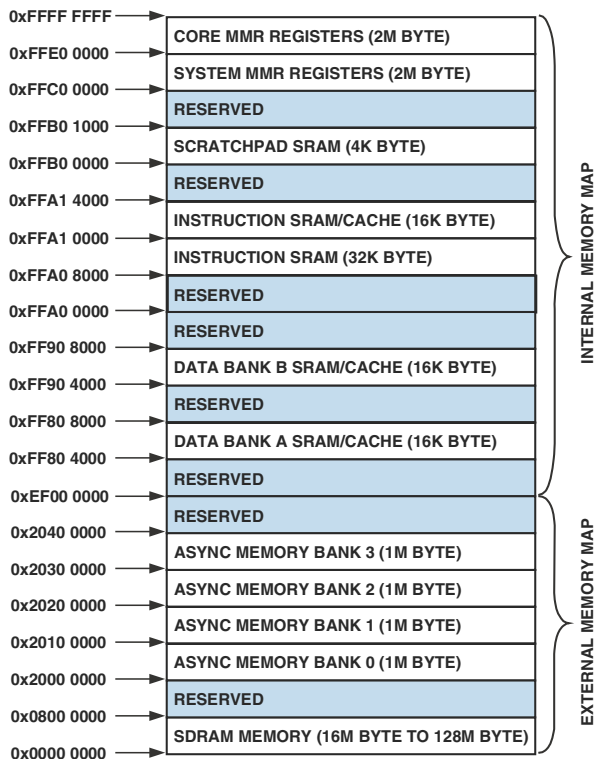 0xFFFF FFFF
CORE MMR REGISTERS (2M BYTE)
0xFFE0 0000
SYSTEM MMR REGISTERS (2M BYTE)
0xFFC0 0000
RESERVED
0xFFB0 1000
SCRATCHPAD SRAM (4K BYTE)
0xFFB0 0000
RESERVED
0xFFA1 4000
INSTRUCTION SRAM/CACHE (16K BYTE)
0xFFA1 0000
INSTRUCTION SRAM (32K BYTE)
0xFFA0 8000
RESERVED
0xFFA0 0000
RESERVED
0xFF90 8000
DATA BANK B SRAM/CACHE (16K BYTE)
0xFF90 4000
RESERVED
0xFF80 8000
DATA BANK A SRAM/CACHE (16K BYTE)
0xFF80 4000
RESERVED
0xEF00 0000
RESERVED
0x2040 0000
ASYNC MEMORY BANK 3 (1M BYTE)
0x2030 0000
ASYNC MEMORY BANK 2 (1M BYTE)
0x2020 0000
ASYNC MEMORY BANK 1 (1M BYTE)
0x2010 0000
ASYNC MEMORY BANK 0 (1M BYTE)
0x2000 0000
RESERVED
0x0800 0000
SDRAM MEMORY (16M BYTE TO 128M BYTE)
0x0000 0000
INTERNAL MEMORY MAP
EXTERNAL MEMORY MAP